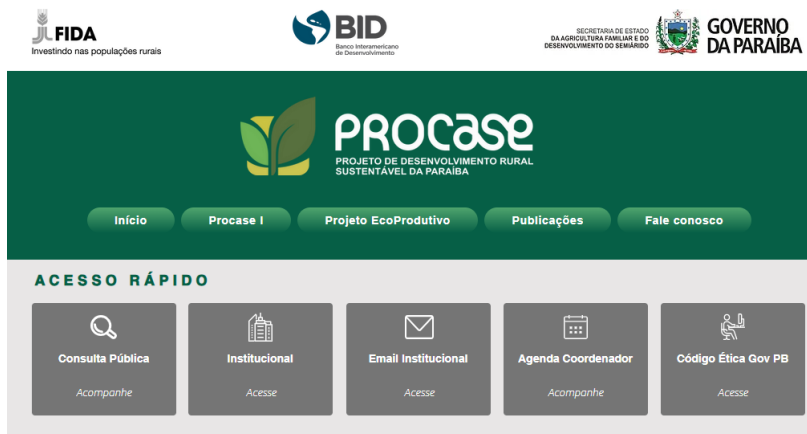 FIDA
Investindo nas populações rurais
BID
Banco Interamericano
de Desenvolvimento
SECRETARIA DE ESTADO
DA AGRICULTURA FAMILIAR E DO
DESENVOLVIMENTO DO SEMIÁRIDO
GOVERNO
DA PARAÍBA
PROCASE
PROJETO DE DESENVOLVIMENTO RURAL
SUSTENTÁVEL DA PARAÍBA
Início Procase I Projeto EcoProdutivo Publicações Fale conosco
ACESSO RÁPIDO
Consulta Pública Institucional Email Institucional Agenda Coordenador Código Ética Gov PB
Acompanhe Acesse Acesse Acompanhe Acesse